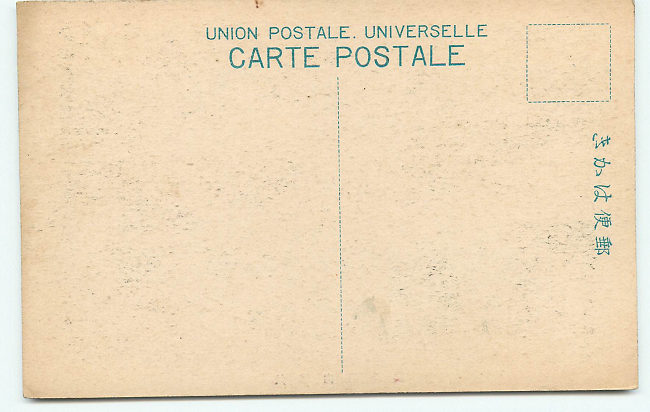 UNION POSTALE. UNIVERSELLE
CARTE POSTALE
郵便はかき